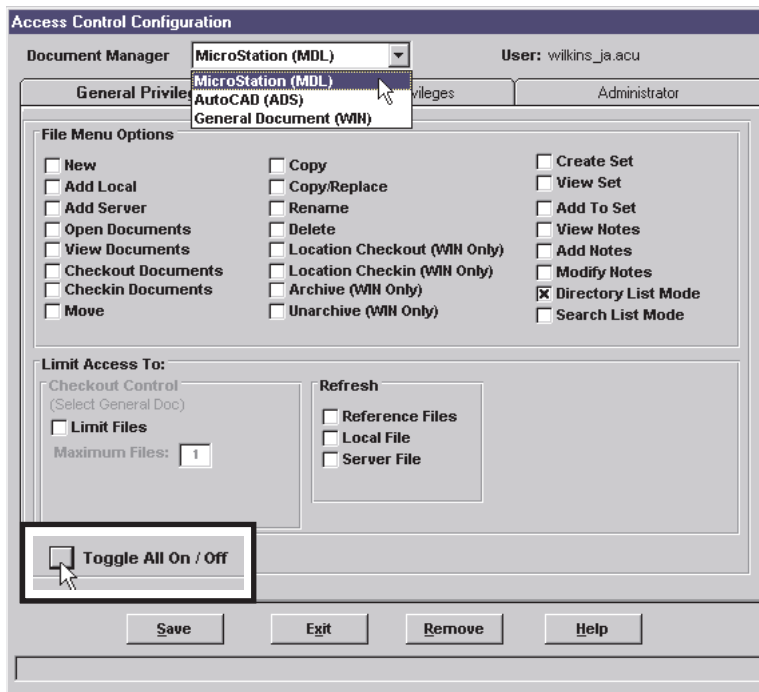 Access Control Configuration
Document Manager MicroStation (MDL) User: wilkins_ja.acu
MicroStation (MDL)
AutoCAD (ADS)
General Document (WIN)
General Administrator
File Menu Options
New
Add Local
Add Server
Open Documents
View Documents
Checkout Documents
Checkin Documents
Move
Copy
Copy/Replace
Rename
Delete
Location Checkout (WIN Only)
Location Checkin (WIN Only)
Archive (WIN Only)
Unarchive (WIN Only)
Create Set
View Set
Add To Set
View Notes
Add Notes
Modify Notes
Directory List Mode
Search List Mode
Limit Access To:
Checkout Control
(Select General Doc)
Limit Files
Maximum Files: 1
Refresh
Reference Files
Local File
Server File
Toggle All On / Off
Save Exit Remove Help